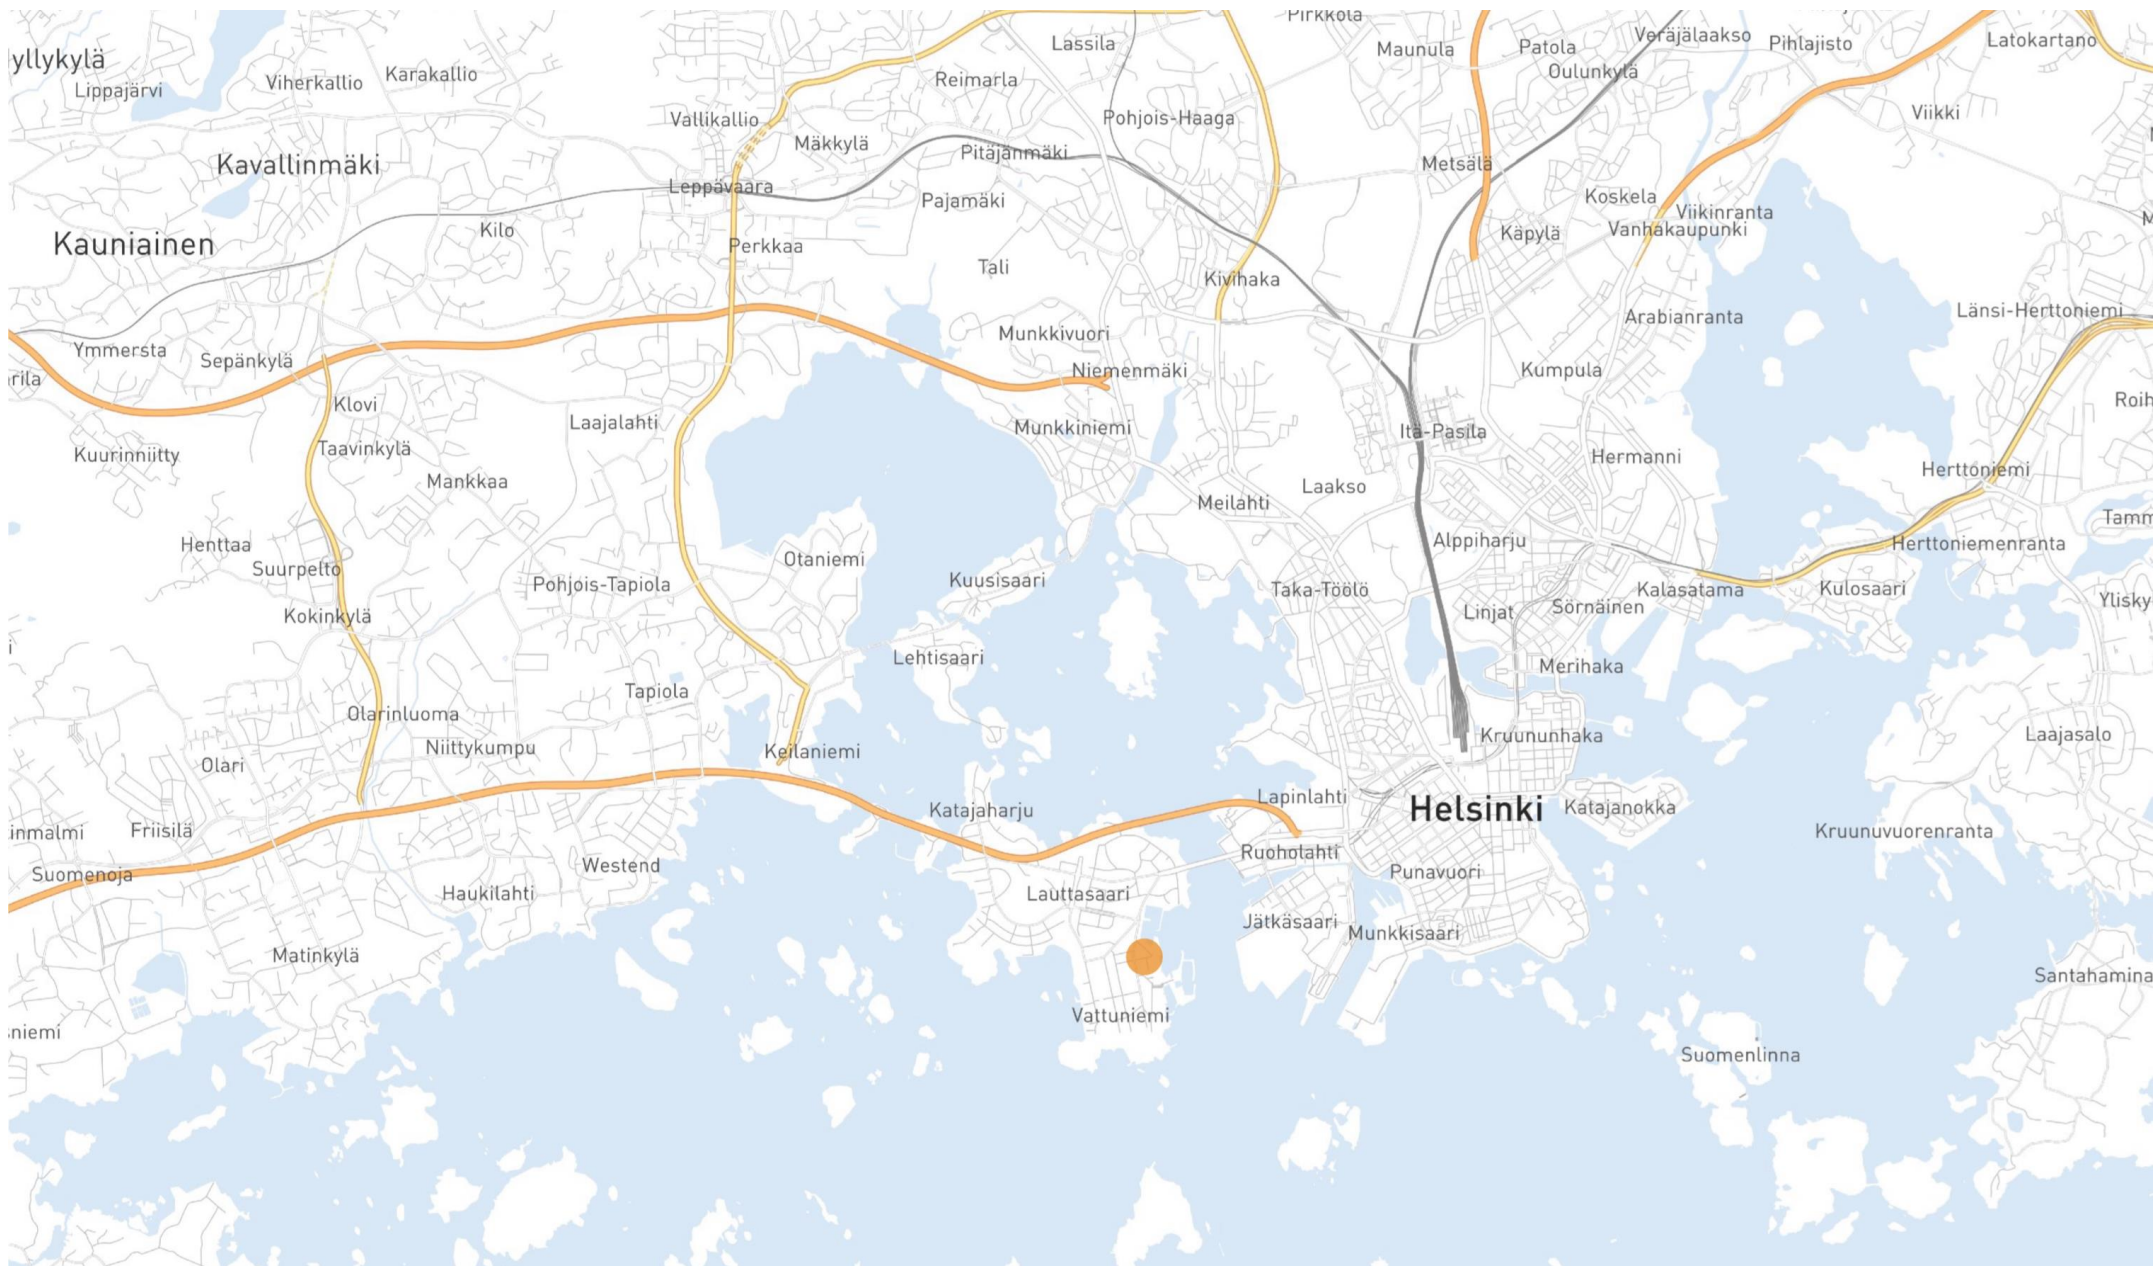 Pirkkola
Lassila
Maunula
Patola
Veräjälaakso
Pihlajisto
Latokartano
yllykylä
Lippajärvi
Viherkallio
Karakallio
Reimarla
Oulunkylä
Vallikallio
Mäkkylä
Pohjois-Haaga
Viikki
Kavallinmäki
Pitäjänmäki
Metsälä
Leppävaara
Pajamäki
Koskela
Viikinranta
Vanhakaupunki
Kauniainen
Kilo
Perkkaa
Käpylä
Tali
Kivihaka
Länsi-Herttoniemi
Arabianranta
Munkkivuori
Ymmersta
Sepänkylä
Niemenmäki
Kumpula
rila
Klovi
Roih
Laajalahti
Munkkiniemi
Itä-Pasila
Taavinkylä
Kuurinniitty
Hermanni
Herttoniemi
Mankkaa
Laakso
Meilahti
Tamm
Henttaa
Alppiharju
Herttoniemenranta
Suurpelto
Otaniemi
Kuusisaari
Pohjois-Tapiola
Taka-Töölö
Kalasatama
Kulosaari
Ylisky
Kokinkylä
Linjat
Sörnäinen
Lehtisaari
Merihaka
Tapiola
Olarinluoma
Niittykumpu
Keilaniemi
Kruununhaka
Laajasalo
Olari
Lapinlahti
Helsinki
Katajanokka
Katajaharju
inmalmi
Friisilä
Kruunuvuorenranta
Ruoholahti
Suomenoja
Westend
Punavuori
Haukilahti
Lauttasaari
Jätkäsaari
Munkkisaari
Matinkylä
Santahamina
Vattuniemi
niemi
Suomenlinna